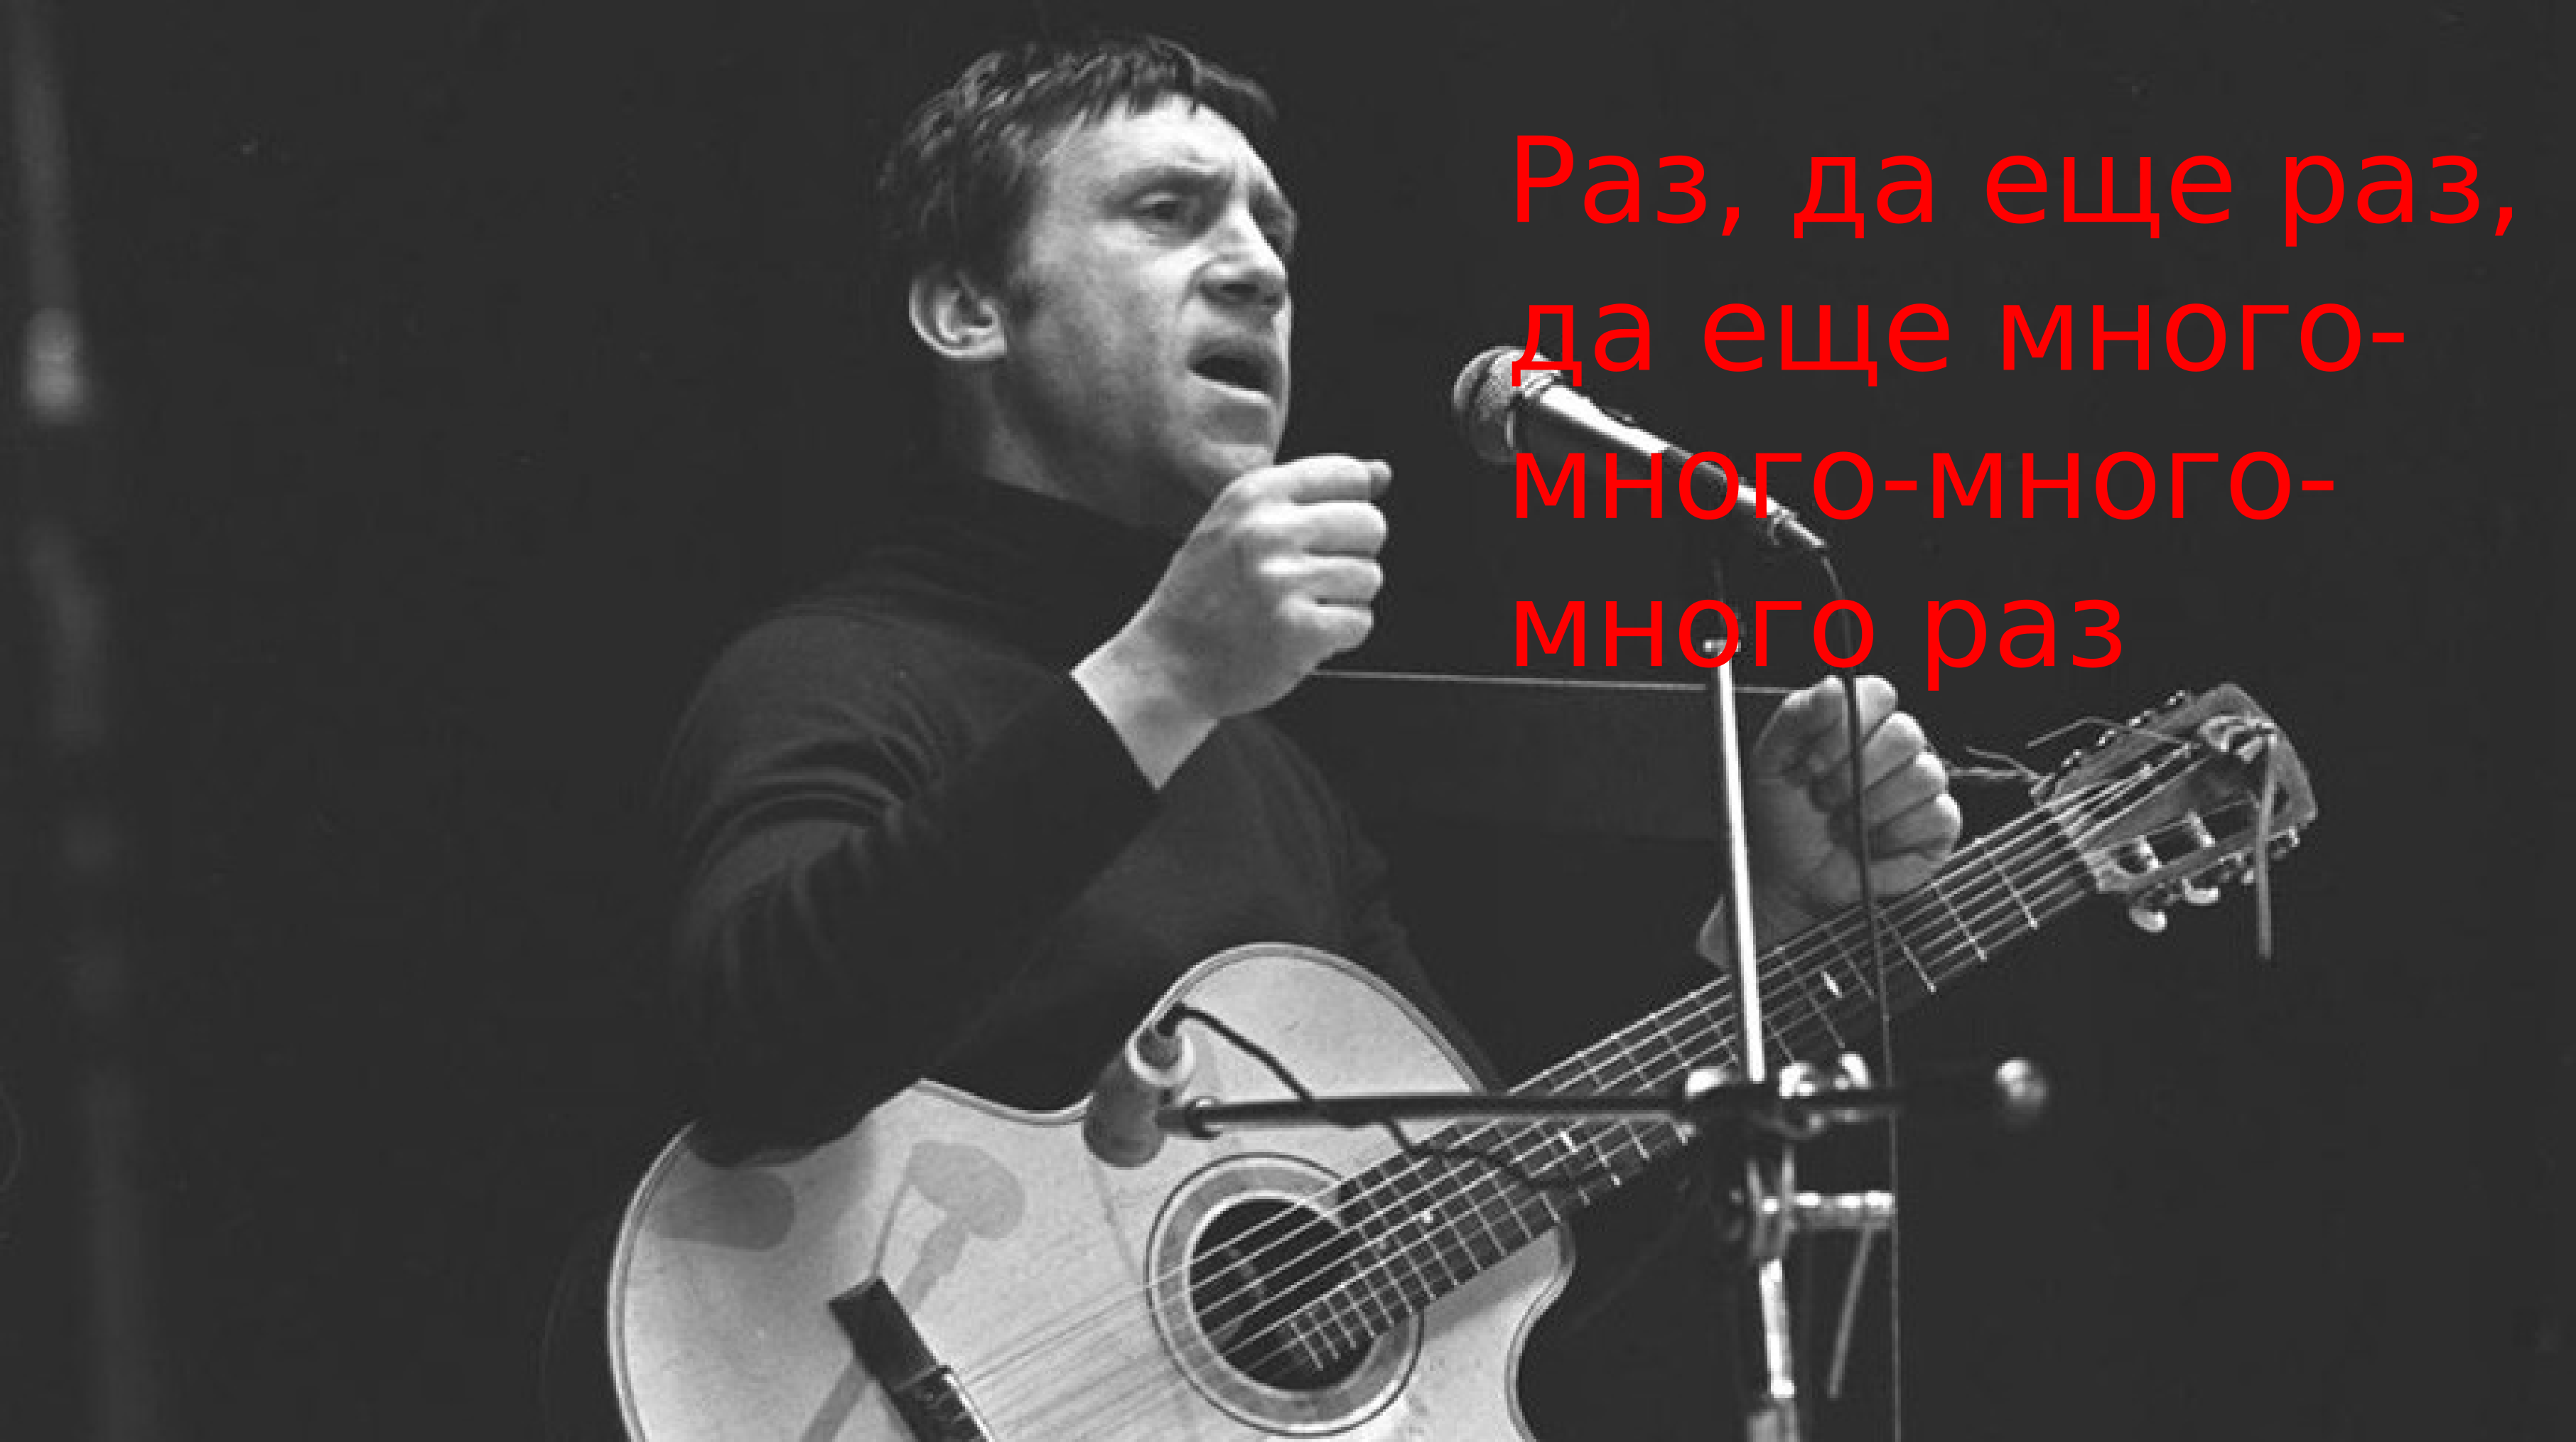 Раз, да еще раз,
да еще много-
много-много-
много раз